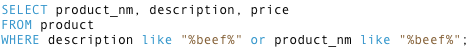 SELECT product_nm, description, price
FROM product
WHERE description like "%beef%" or product_nm like "%beef%";